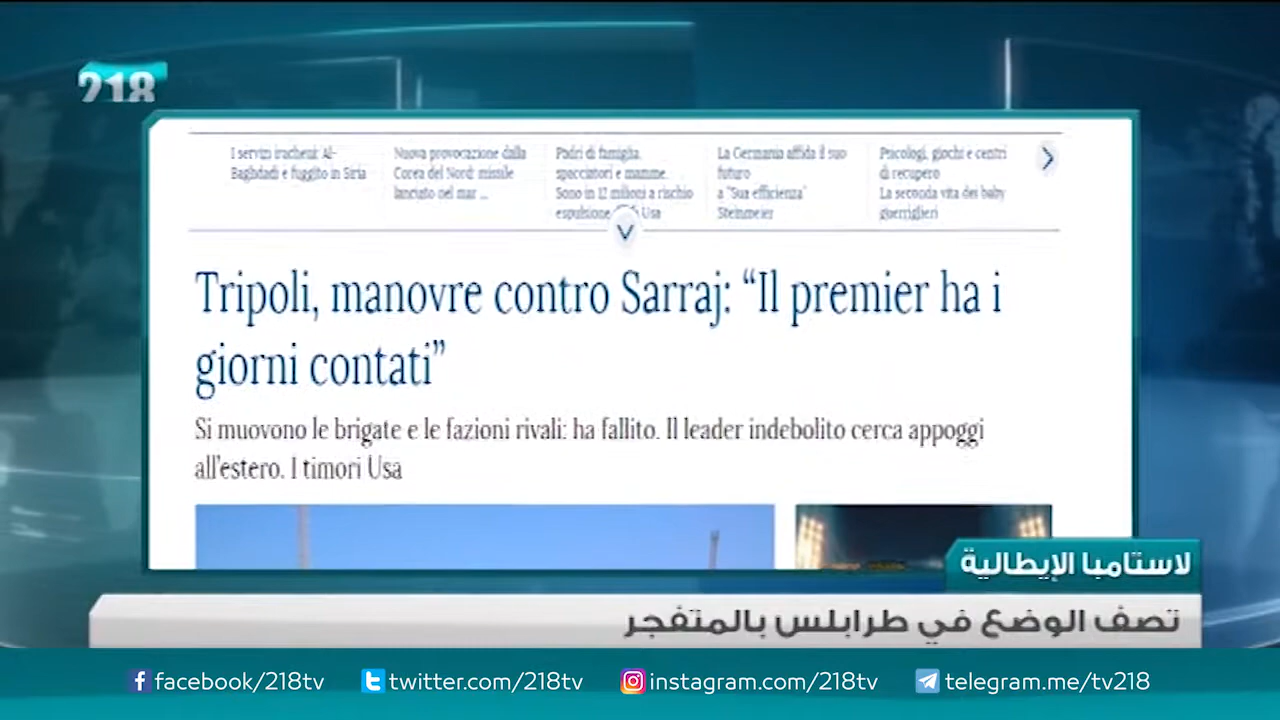 218
I servizi iracheni: Al-
Baghdadi è fuggito in Siria
Nuova provocazione dalla
Corea del Nord: missile
lanciato nel mar ...
Padri di famiglia,
spacciatori e mamme.
Sono in 12 milioni a rischio
espulsione Usa
La Germania affida il suo
futuro
a "Sua efficienza"
Steinmeier
Psicologi, giochi e centri
di recupero
La seconda vita dei baby
guerriglieri
Tripoli, manovre contro Sarraj: “Il premier ha i
giorni contati”
Si muovono le brigate e le fazioni rivali: ha fallito. Il leader indebolito cerca appoggi
all’estero. I timori Usa
لاستامبا الإيطالية
تصف الوضع في طرابلس بالمتفجر
facebook/218tv
twitter.com/218tv
instagram.com/218tv
telegram.me/tv218